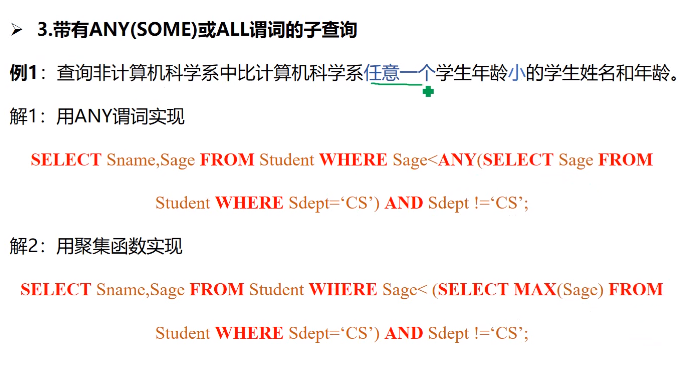 ➢ 3.带有ANY(SOME)或ALL谓词的子查询
例1：查询非计算机科学系中比计算机科学系任意一个学生年龄小的学生姓名和年龄。
解1：用ANY谓词实现
SELECT Sname,Sage FROM Student WHERE Sage<ANY(SELECT Sage FROM
Student WHERE Sdept=‘CS’) AND Sdept !=‘CS’;
解2：用聚集函数实现
SELECT Sname,Sage FROM Student WHERE Sage< (SELECT MAX(Sage) FROM
Student WHERE Sdept=‘CS’) AND Sdept !=‘CS’;